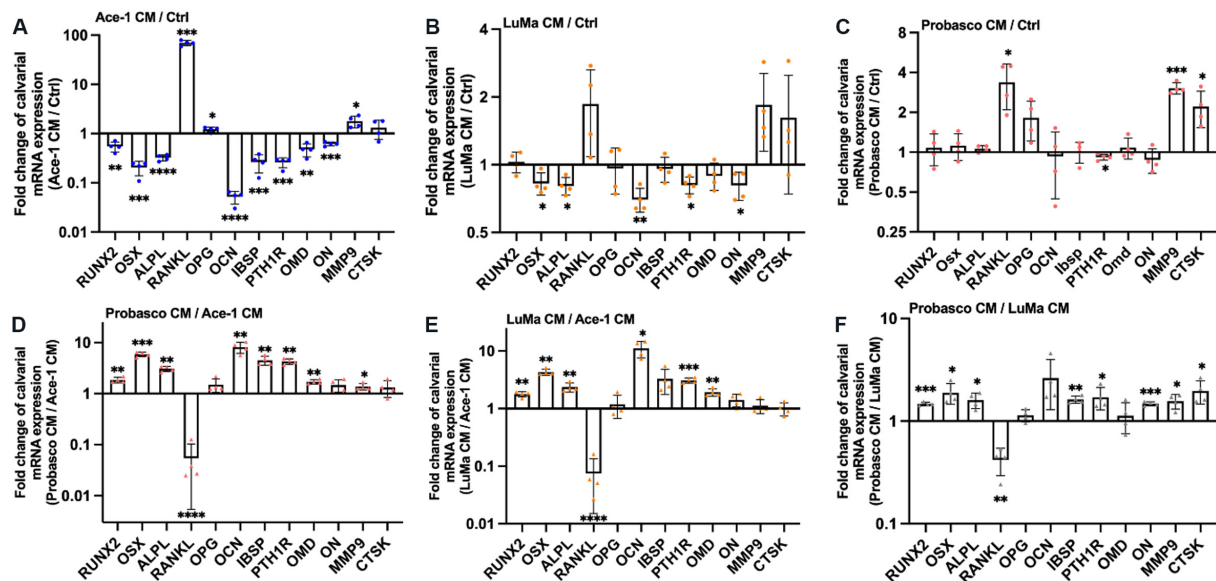 A
Ace-1 CM / Ctrl
Fold change of calvarial
mRNA expression
(Ace-1 CM / Ctrl)
100
10
1
0.1
0.01
***
*
*
**
***
****
****
***
***
**
***
RUNX2
OSX
ALPL
RANKL
OPG
OCN
IBSP
PTH1R
OMD
ON
MMP9
CTSK
B
LuMa CM / Ctrl
Fold change of calvarial
mRNA expression
(LuMa CM / Ctrl)
4
2
1
0.5
*
*
**
*
*
RUNX2
OSX
ALPL
RANKL
OPG
OCN
IBSP
PTH1R
OMD
ON
MMP9
CTSK
C
Probasco CM / Ctrl
Fold change of calvaria
mRNA expression
(Probasco CM / Ctrl)
8
4
2
1
0.5
0.25
*
***
*
*
RUNX2
Osx
ALPL
RANKL
OPG
OCN
Ibsp
PTH1R
Omd
ON
MMP9
CTSK
D
Probasco CM / Ace-1 CM
Fold change of calvarial
mRNA expression
(Probasco CM / Ace-1 CM)
10
1
0.1
0.01
**
***
**
**
**
**
**
*
****
RUNX2
OSX
ALPL
RANKL
OPG
OCN
IBSP
PTH1R
OMD
ON
MMP9
CTSK
E
LuMa CM / Ace-1 CM
Fold change of calvarial
mRNA expression
(LuMa CM / Ace-1 CM)
10
1
0.1
0.01
**
**
**
*
***
**
****
RUNX2
OSX
ALPL
RANKL
OPG
OCN
IBSP
PTH1R
OMD
ON
MMP9
CTSK
F
Probasco CM / LuMa CM
Fold change of calvarial
mRNA expression
(Probasco CM / LuMa CM)
10
1
0.1
***
*
*
**
*
***
*
*
**
RUNX2
OSX
ALPL
RANKL
OPG
OCN
IBSP
PTH1R
OMD
ON
MMP9
CTSK